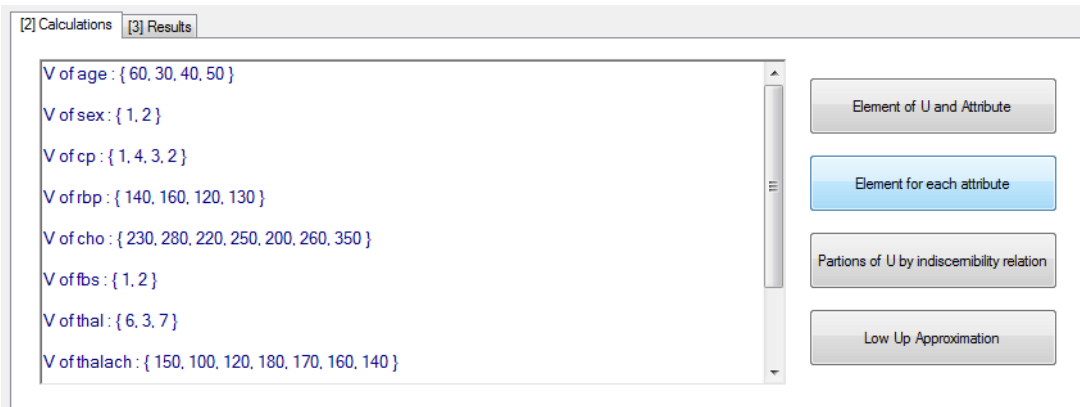 [2] Calculations [3] Results
V of age : { 60, 30, 40, 50 }
V of sex : { 1, 2 }
V of cp : { 1, 4, 3, 2 }
V of rbp : { 140, 160, 120, 130 }
V of cho : { 230, 280, 220, 250, 200, 260, 350 }
V of fbs : { 1, 2 }
V of thal : { 6, 3, 7 }
V of thalach : { 150, 100, 120, 180, 170, 160, 140 }
Element of U and Attribute
Element for each attribute
Partions of U by indiscernibility relation
Low Up Approximation